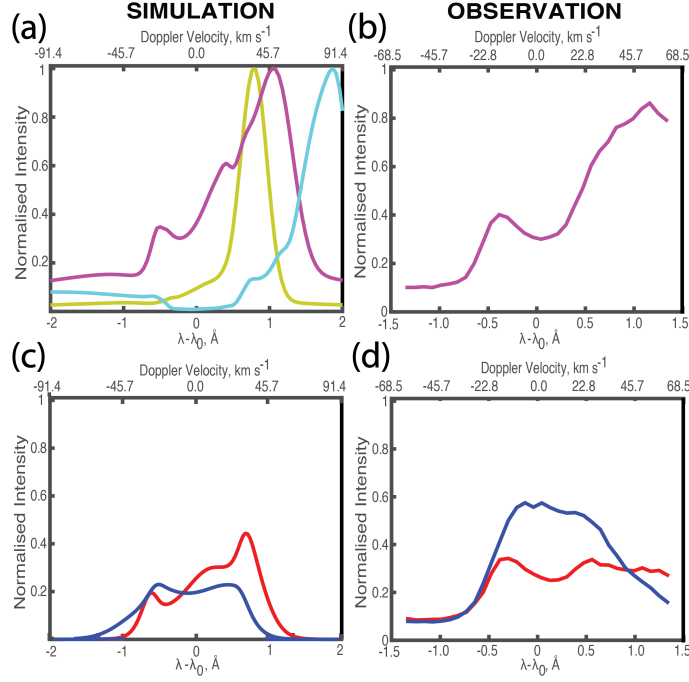 SIMULATION
OBSERVATION
(a)
Doppler Velocity, km s-1
-91.4 -45.7 0.0 45.7 91.4
Normalised Intensity
1
0.8
0.6
0.4
0.2
-2 -1 0 1 2
λ-λ0, Å
(b)
Doppler Velocity, km s-1
-68.5 -45.7 -22.8 0.0 22.8 45.7 68.5
Normalised Intensity
1
0.8
0.6
0.4
0.2
0
-1.5 -1 -0.5 0 0.5 1 1.5
λ-λ0, Å
(c)
Doppler Velocity, km s-1
-91.4 -45.7 0.0 45.7 91.4
Normalised Intensity
1
0.8
0.6
0.4
0.2
-2 -1 0 1 2
λ-λ0, Å
(d)
Doppler Velocity, km s-1
-68.5 -45.7 -22.8 0.0 22.8 45.7 68.5
Normalised Intensity
1
0.8
0.6
0.4
0.2
0
-1.5 -1 -0.5 0 0.5 1 1.5
λ-λ0, Å